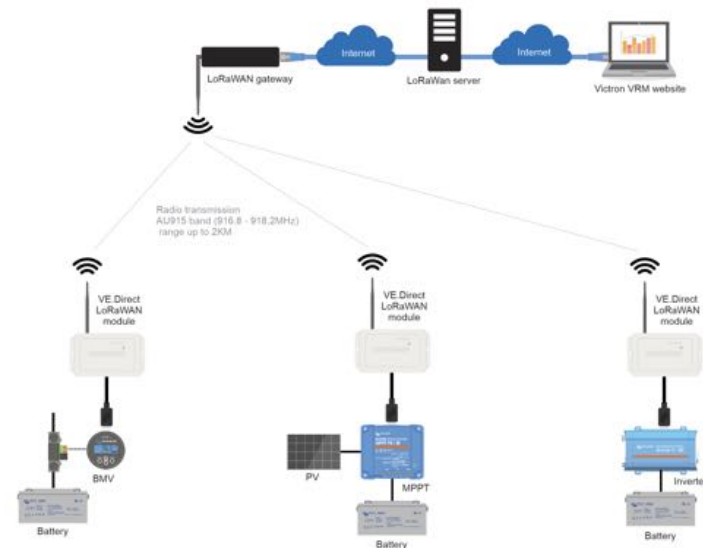 Internet
Internet
LoRaWAN gateway
LoRaWan server
Victron VRM website
Radio transmission
AU915 band (916.8 - 918.2MHz)
range up to 2KM
VE.Direct
LoRaWAN
module
VE.Direct
LoRaWAN
module
VE.Direct
LoRaWAN
module
BMV
PV
MPPT
Inverte
Battery
Battery
Battery